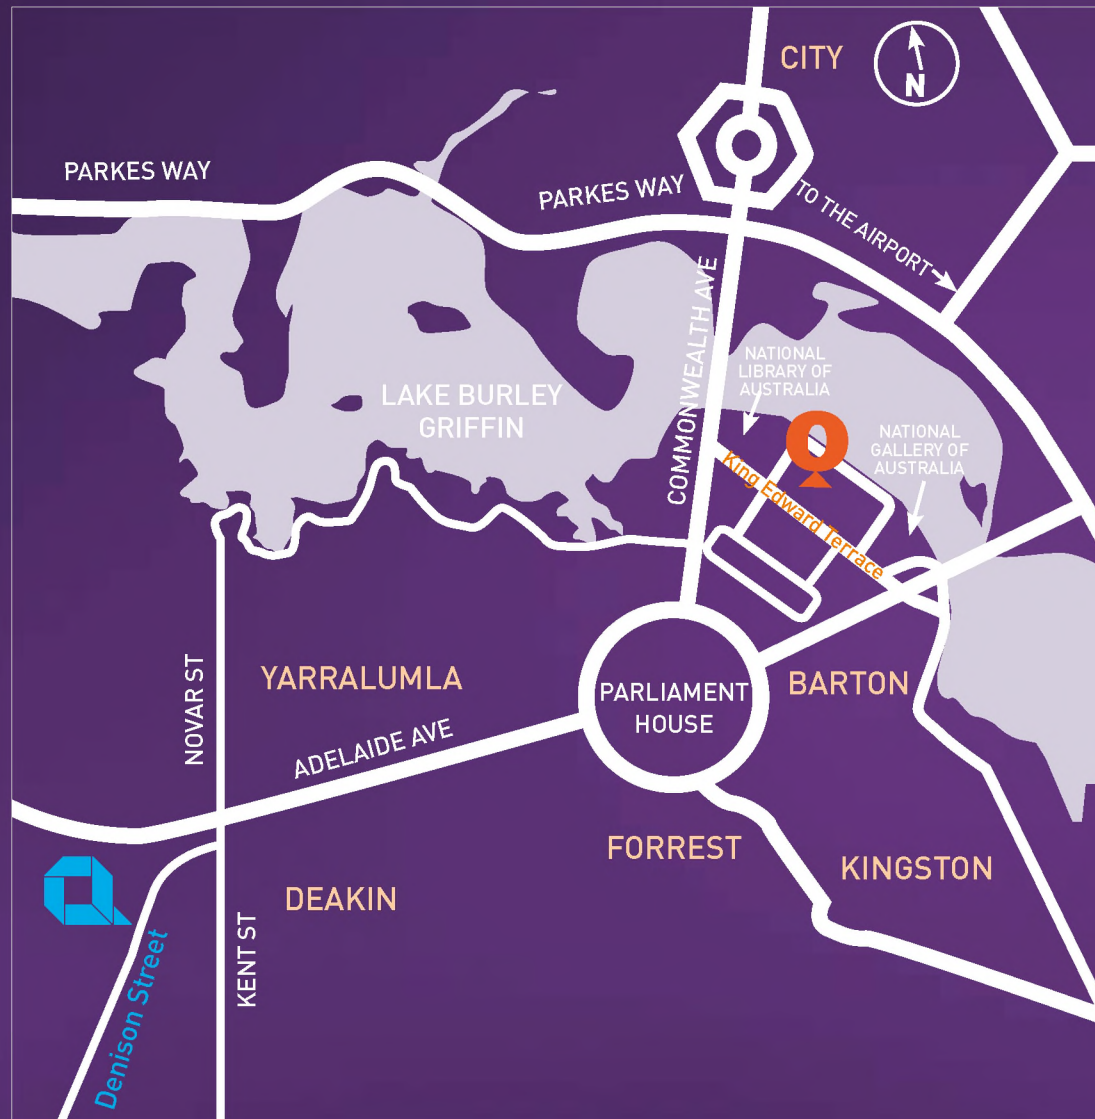 CITY
N
PARKES WAY
PARKES WAY
TO THE AIRPORT
COMMONWEALTH AVE
NATIONAL
LIBRARY OF
AUSTRALIA
LAKE BURLEY
GRIFFIN
NATIONAL
GALLERY OF
AUSTRALIA
King Edward Terrace
NOVAR ST
YARRALUMLA
PARLIAMENT
HOUSE
BARTON
ADELAIDE AVE
FORREST
KINGSTON
DEAKIN
KENT ST
Denison Street